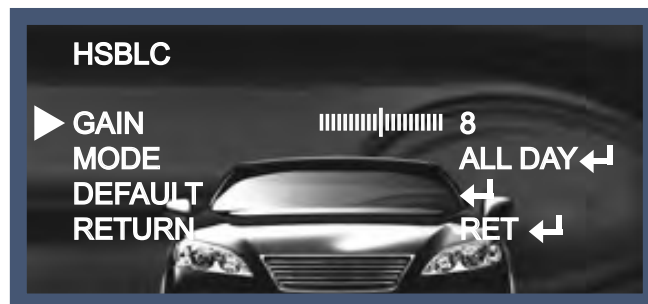 HSBLC
GAIN 8
MODE ALL DAY
DEFAULT
RETURN RET